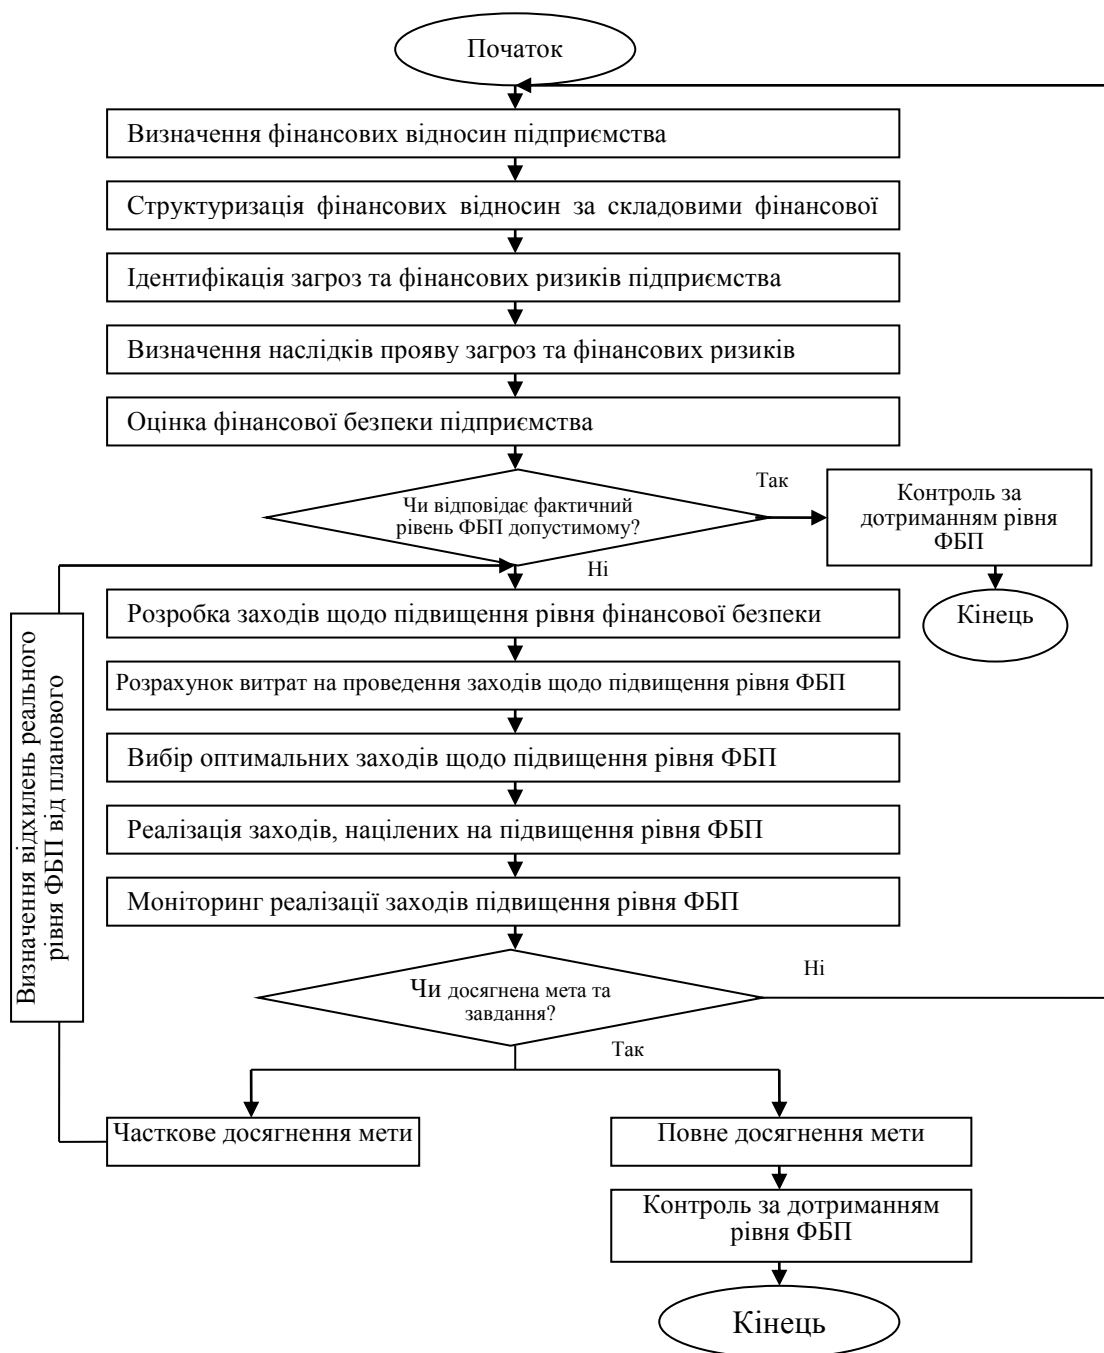 Початок
Визначення фінансових відносин підприємства
Структуризація фінансових відносин за складовими фінансової
Ідентифікація загроз та фінансових ризиків підприємства
Визначення наслідків прояву загроз та фінансових ризиків
Оцінка фінансової безпеки підприємства
Чи відповідає фактичний
рівень ФБП допустимому?
Так
Контроль за
дотриманням рівня
ФБП
Ні
Кінець
Розробка заходів щодо підвищення рівня фінансової безпеки
Розрахунок витрат на проведення заходів щодо підвищення рівня ФБП
Вибір оптимальних заходів щодо підвищення рівня ФБП
Реалізація заходів, націлених на підвищення рівня ФБП
Моніторинг реалізації заходів підвищення рівня ФБП
Визначення відхилень реального
рівня ФБП від планового
Чи досягнена мета та
завдання?
Ні
Так
Часткове досягнення мети
Повне досягнення мети
Контроль за дотриманням
рівня ФБП
Кінець